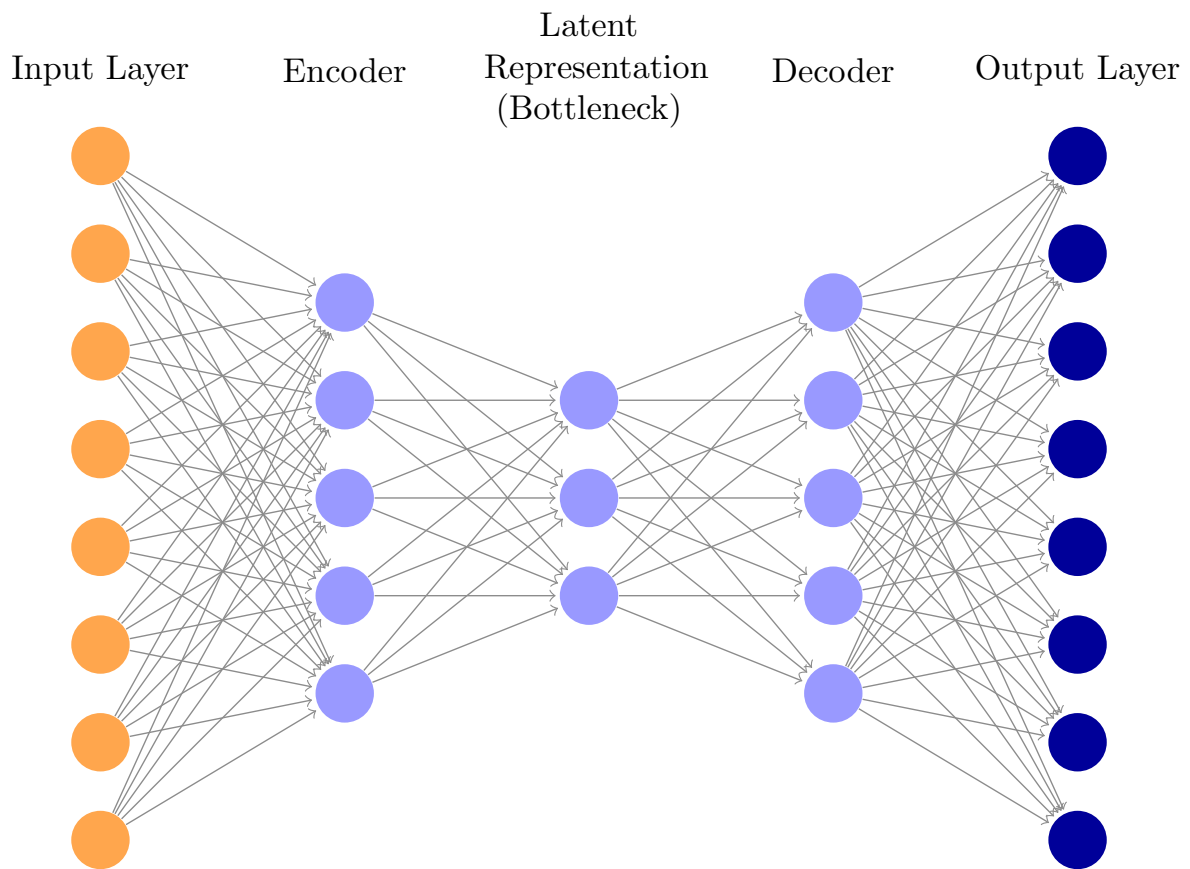 Input Layer
Encoder
Latent
Representation
(Bottleneck)
Decoder
Output Layer